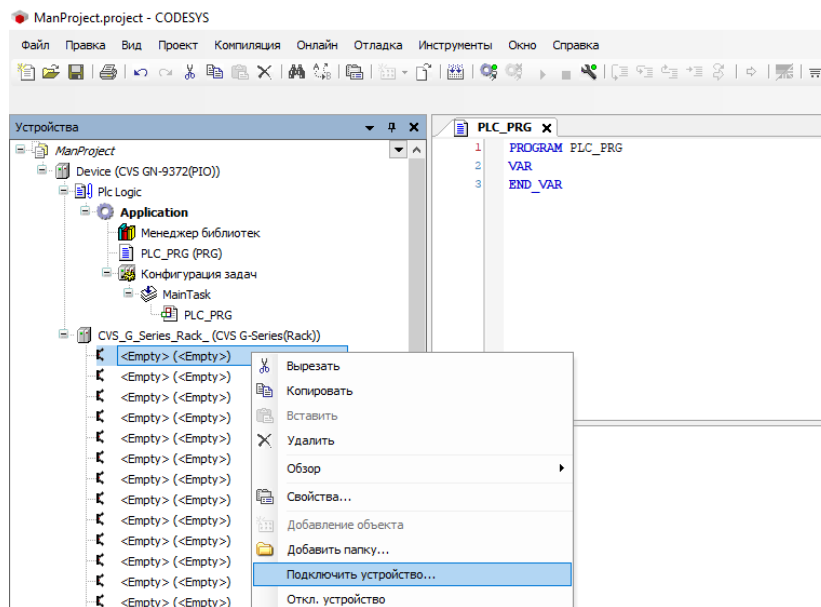 ManProject.project - CODESYS
Файл Правка Вид Проект Компиляция Онлайн Отладка Инструменты Окно Справка
Устройства
ManProject
Device (CVS GN-9372(PIO))
Plc Logic
Application
Менеджер библиотек
PLC_PRG (PRG)
Конфигурация задач
MainTask
PLC_PRG
CVS_G_Series_Rack_ (CVS G-Series(Rack))
<Empty> (<Empty>)
<Empty> (<Empty>)
<Empty> (<Empty>)
<Empty> (<Empty>)
<Empty> (<Empty>)
<Empty> (<Empty>)
<Empty> (<Empty>)
<Empty> (<Empty>)
<Empty> (<Empty>)
<Empty> (<Empty>)
<Empty> (<Empty>)
<Empty> (<Empty>)
<Empty> (<Empty>)
PLC_PRG
1 PROGRAM PLC_PRG
2 VAR
3 END_VAR
Вырезать
Копировать
Вставить
Удалить
Обзор
Свойства...
Добавление объекта
Добавить папку...
Подключить устройство...
Откл. устройство